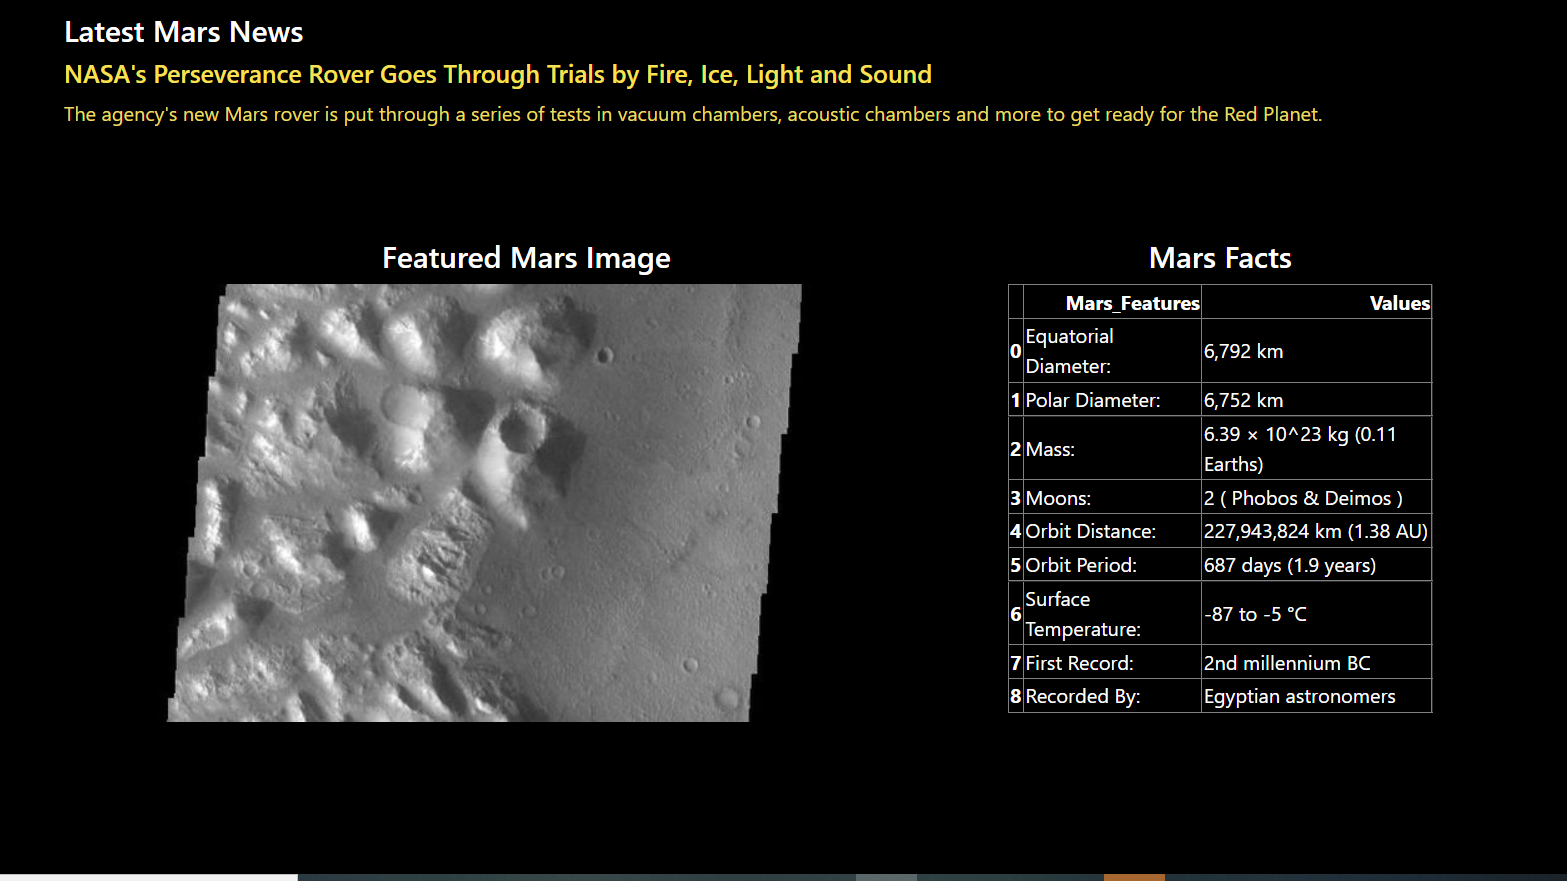 Latest Mars News
NASA's Perseverance Rover Goes Through Trials by Fire, Ice, Light and Sound
The agency's new Mars rover is put through a series of tests in vacuum chambers, acoustic chambers and more to get ready for the Red Planet.
Featured Mars Image
Mars Facts
Mars_Features Values
0 Equatorial Diameter: 6,792 km
1 Polar Diameter: 6,752 km
2 Mass: 6.39 × 10^23 kg (0.11 Earths)
3 Moons: 2 ( Phobos & Deimos )
4 Orbit Distance: 227,943,824 km (1.38 AU)
5 Orbit Period: 687 days (1.9 years)
6 Surface Temperature: -87 to -5 °C
7 First Record: 2nd millennium BC
8 Recorded By: Egyptian astronomers